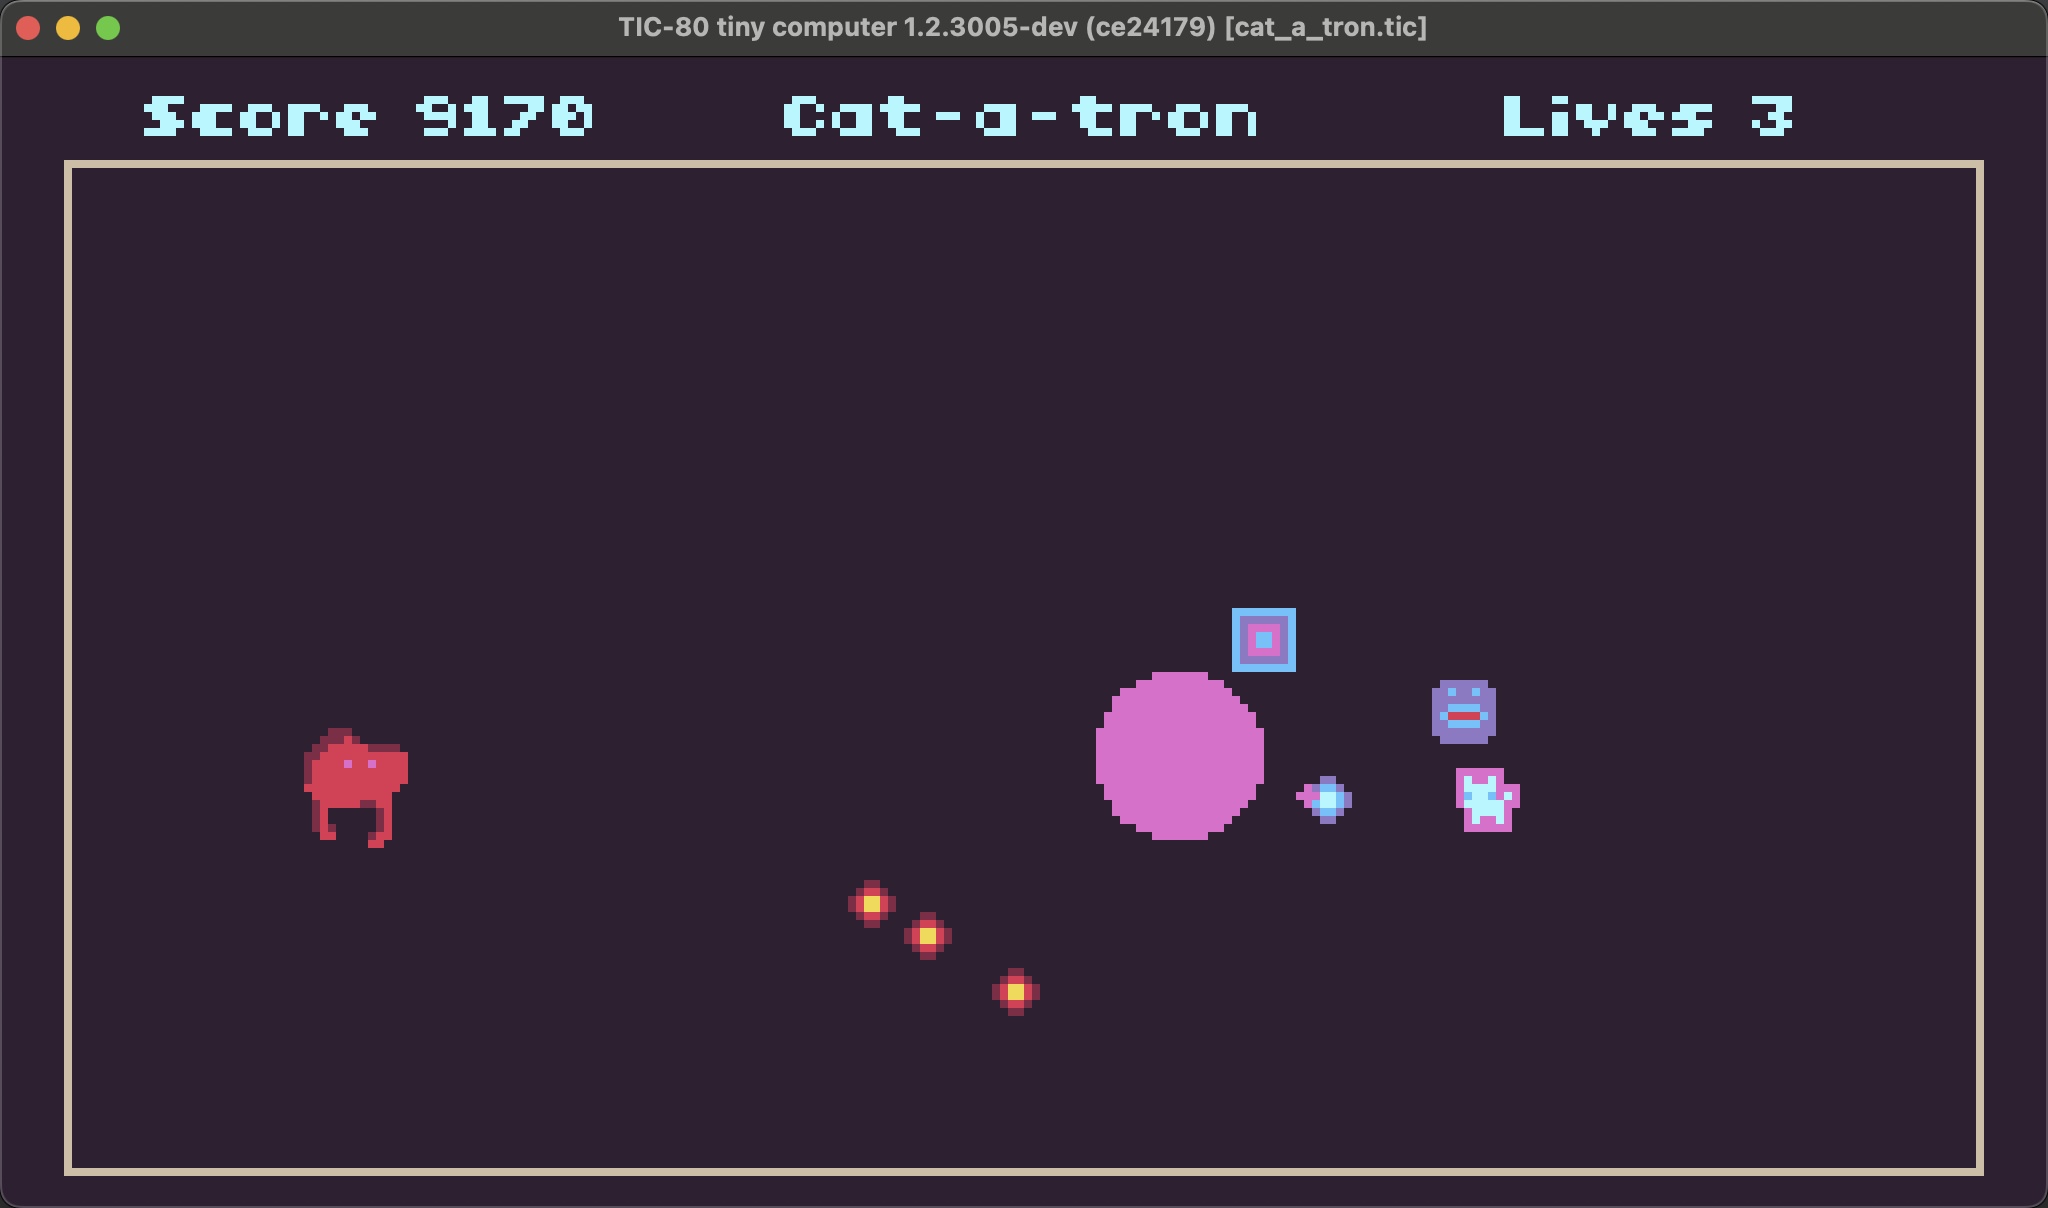 TIC-80 tiny computer 1.2.3005-dev (ce24179) [cat_a_tron.tic]
Score 9170 Cat-a-tron Lives 3